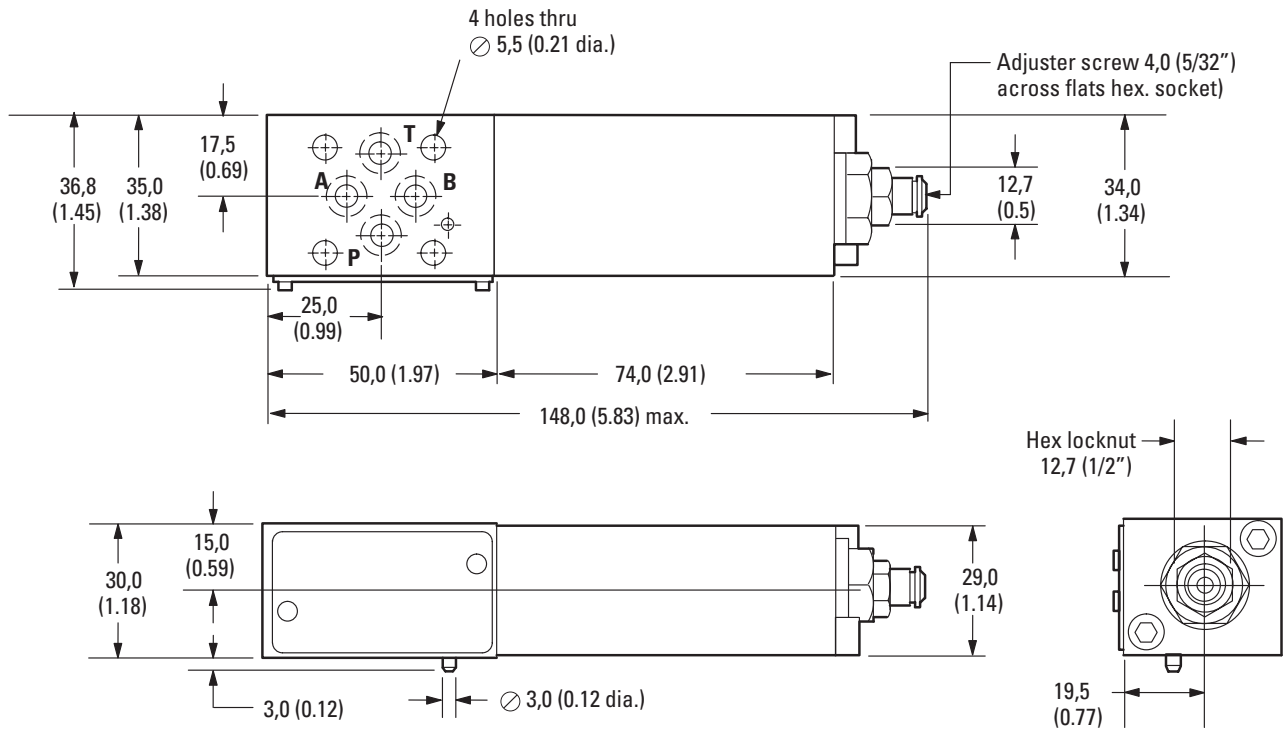 4 holes thru
∅ 5,5 (0.21 dia.)
Adjuster screw 4,0 (5/32”)
across flats hex. socket)
17,5
(0.69)
36,8
(1.45)
35,0
(1.38)
T
A
B
P
12,7
(0.5)
34,0
(1.34)
25,0
(0.99)
50,0 (1.97)
74,0 (2.91)
148,0 (5.83) max.
Hex locknut
12,7 (1/2”)
15,0
(0.59)
30,0
(1.18)
29,0
(1.14)
3,0 (0.12)
∅ 3,0 (0.12 dia.)
19,5
(0.77)